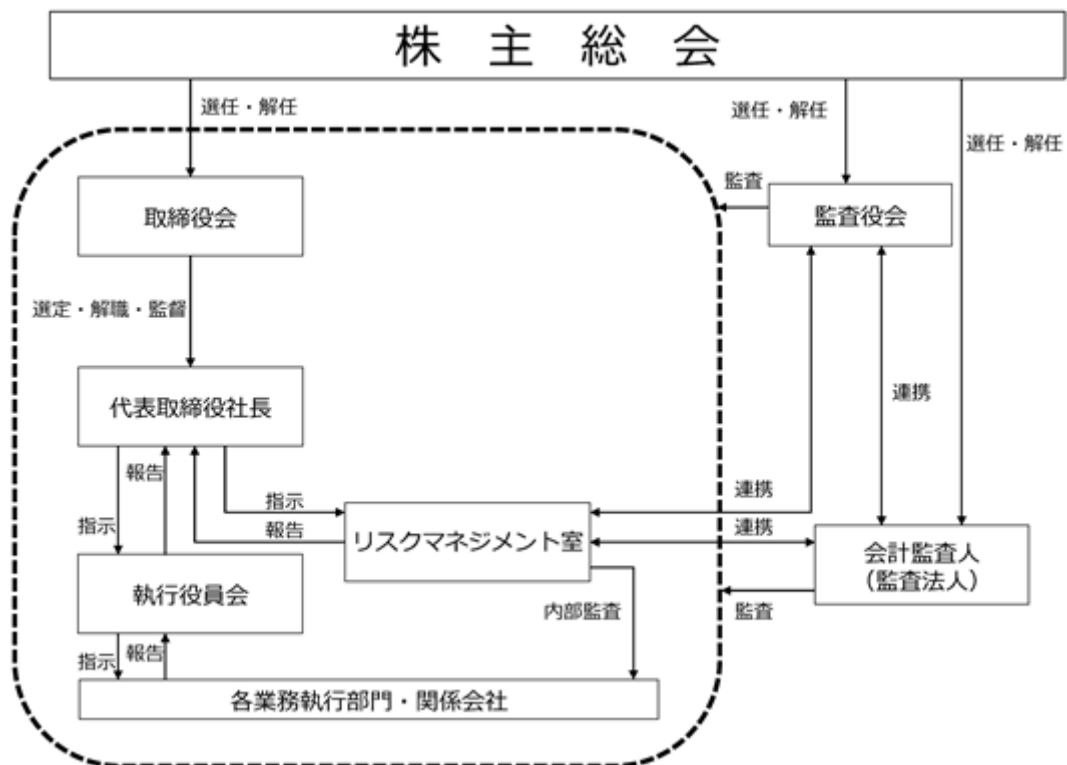 株主総会
選任・解任
選任・解任
選任・解任
監査
取締役会
監査役会
選定・解職・監督
代表取締役社長
連携
報告
指示
連携
指示
報告
リスクマネジメント室
連携
会計監査人
（監査法人）
執行役員会
内部監査
監査
指示
報告
各業務執行部門・関係会社